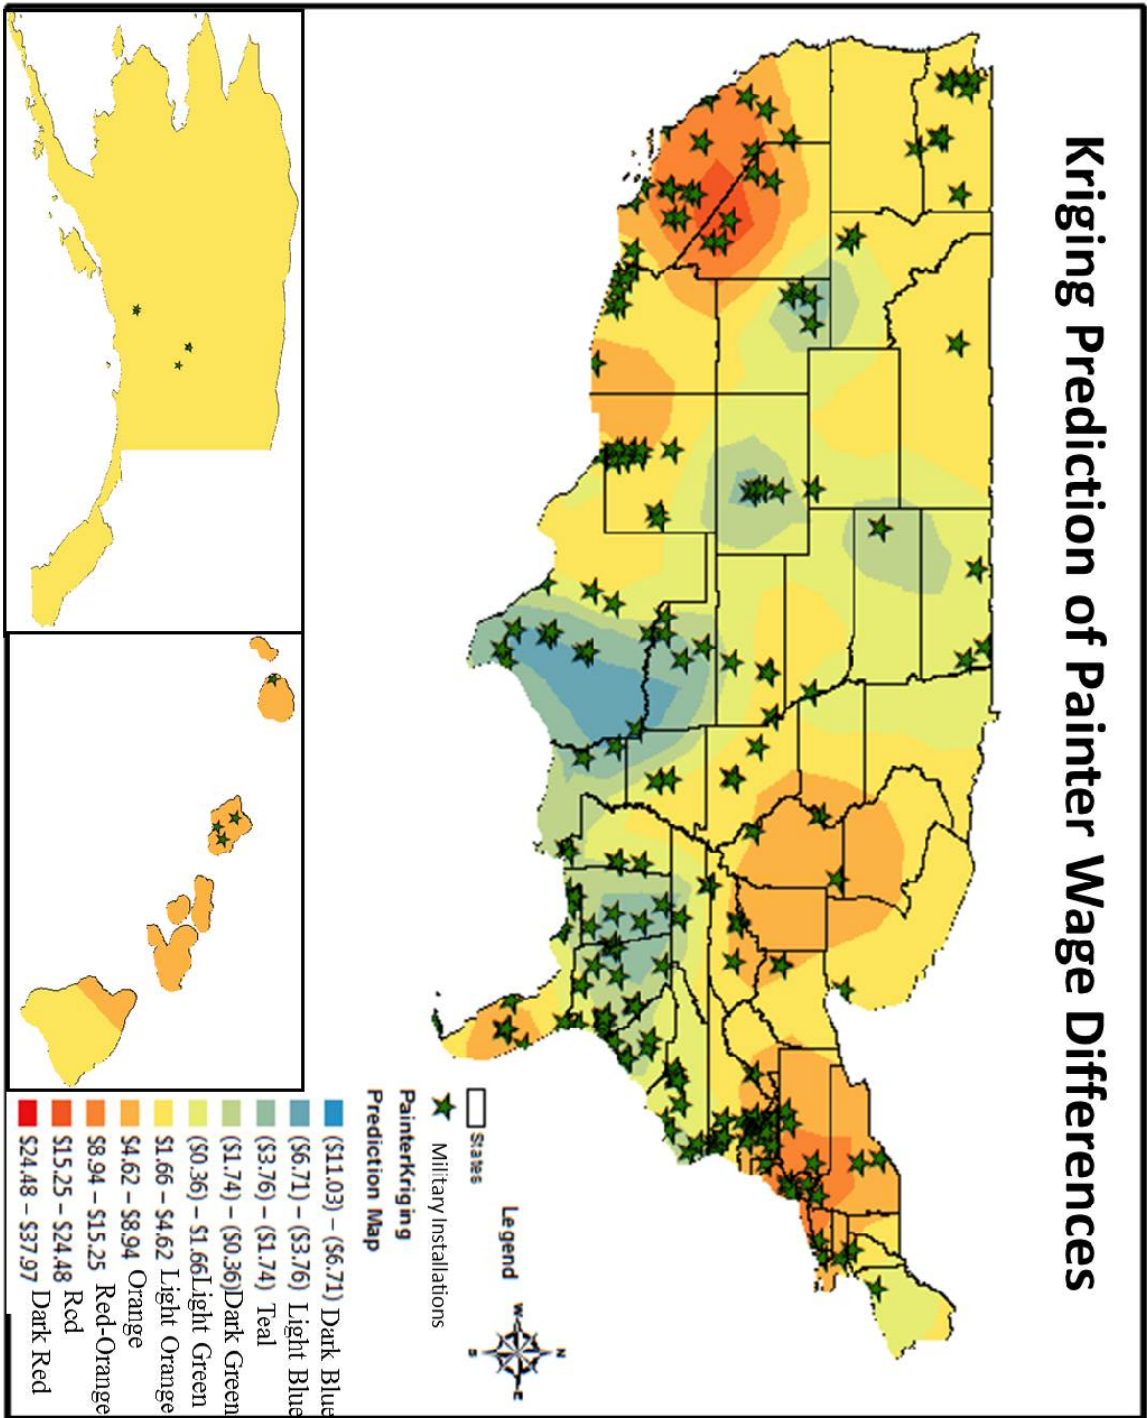 Kriging Prediction of Painter Wage Differences
Legend
N
W
E
S
Military Installations
States
PainterKriging
Prediction Map
($11.03) – ($6.71) Dark Blue
($6.71) – ($3.76) Light Blue
($3.76) – ($1.74) Teal
($1.74) – ($0.36)Dark Green
($0.36) – $1.66Light Green
$1.66 – $4.62 Light Orange
$4.62 – $8.94 Orange
$8.94 – $15.25 Red-Orange
$15.25 – $24.48 Red
$24.48 – $37.97 Dark Red